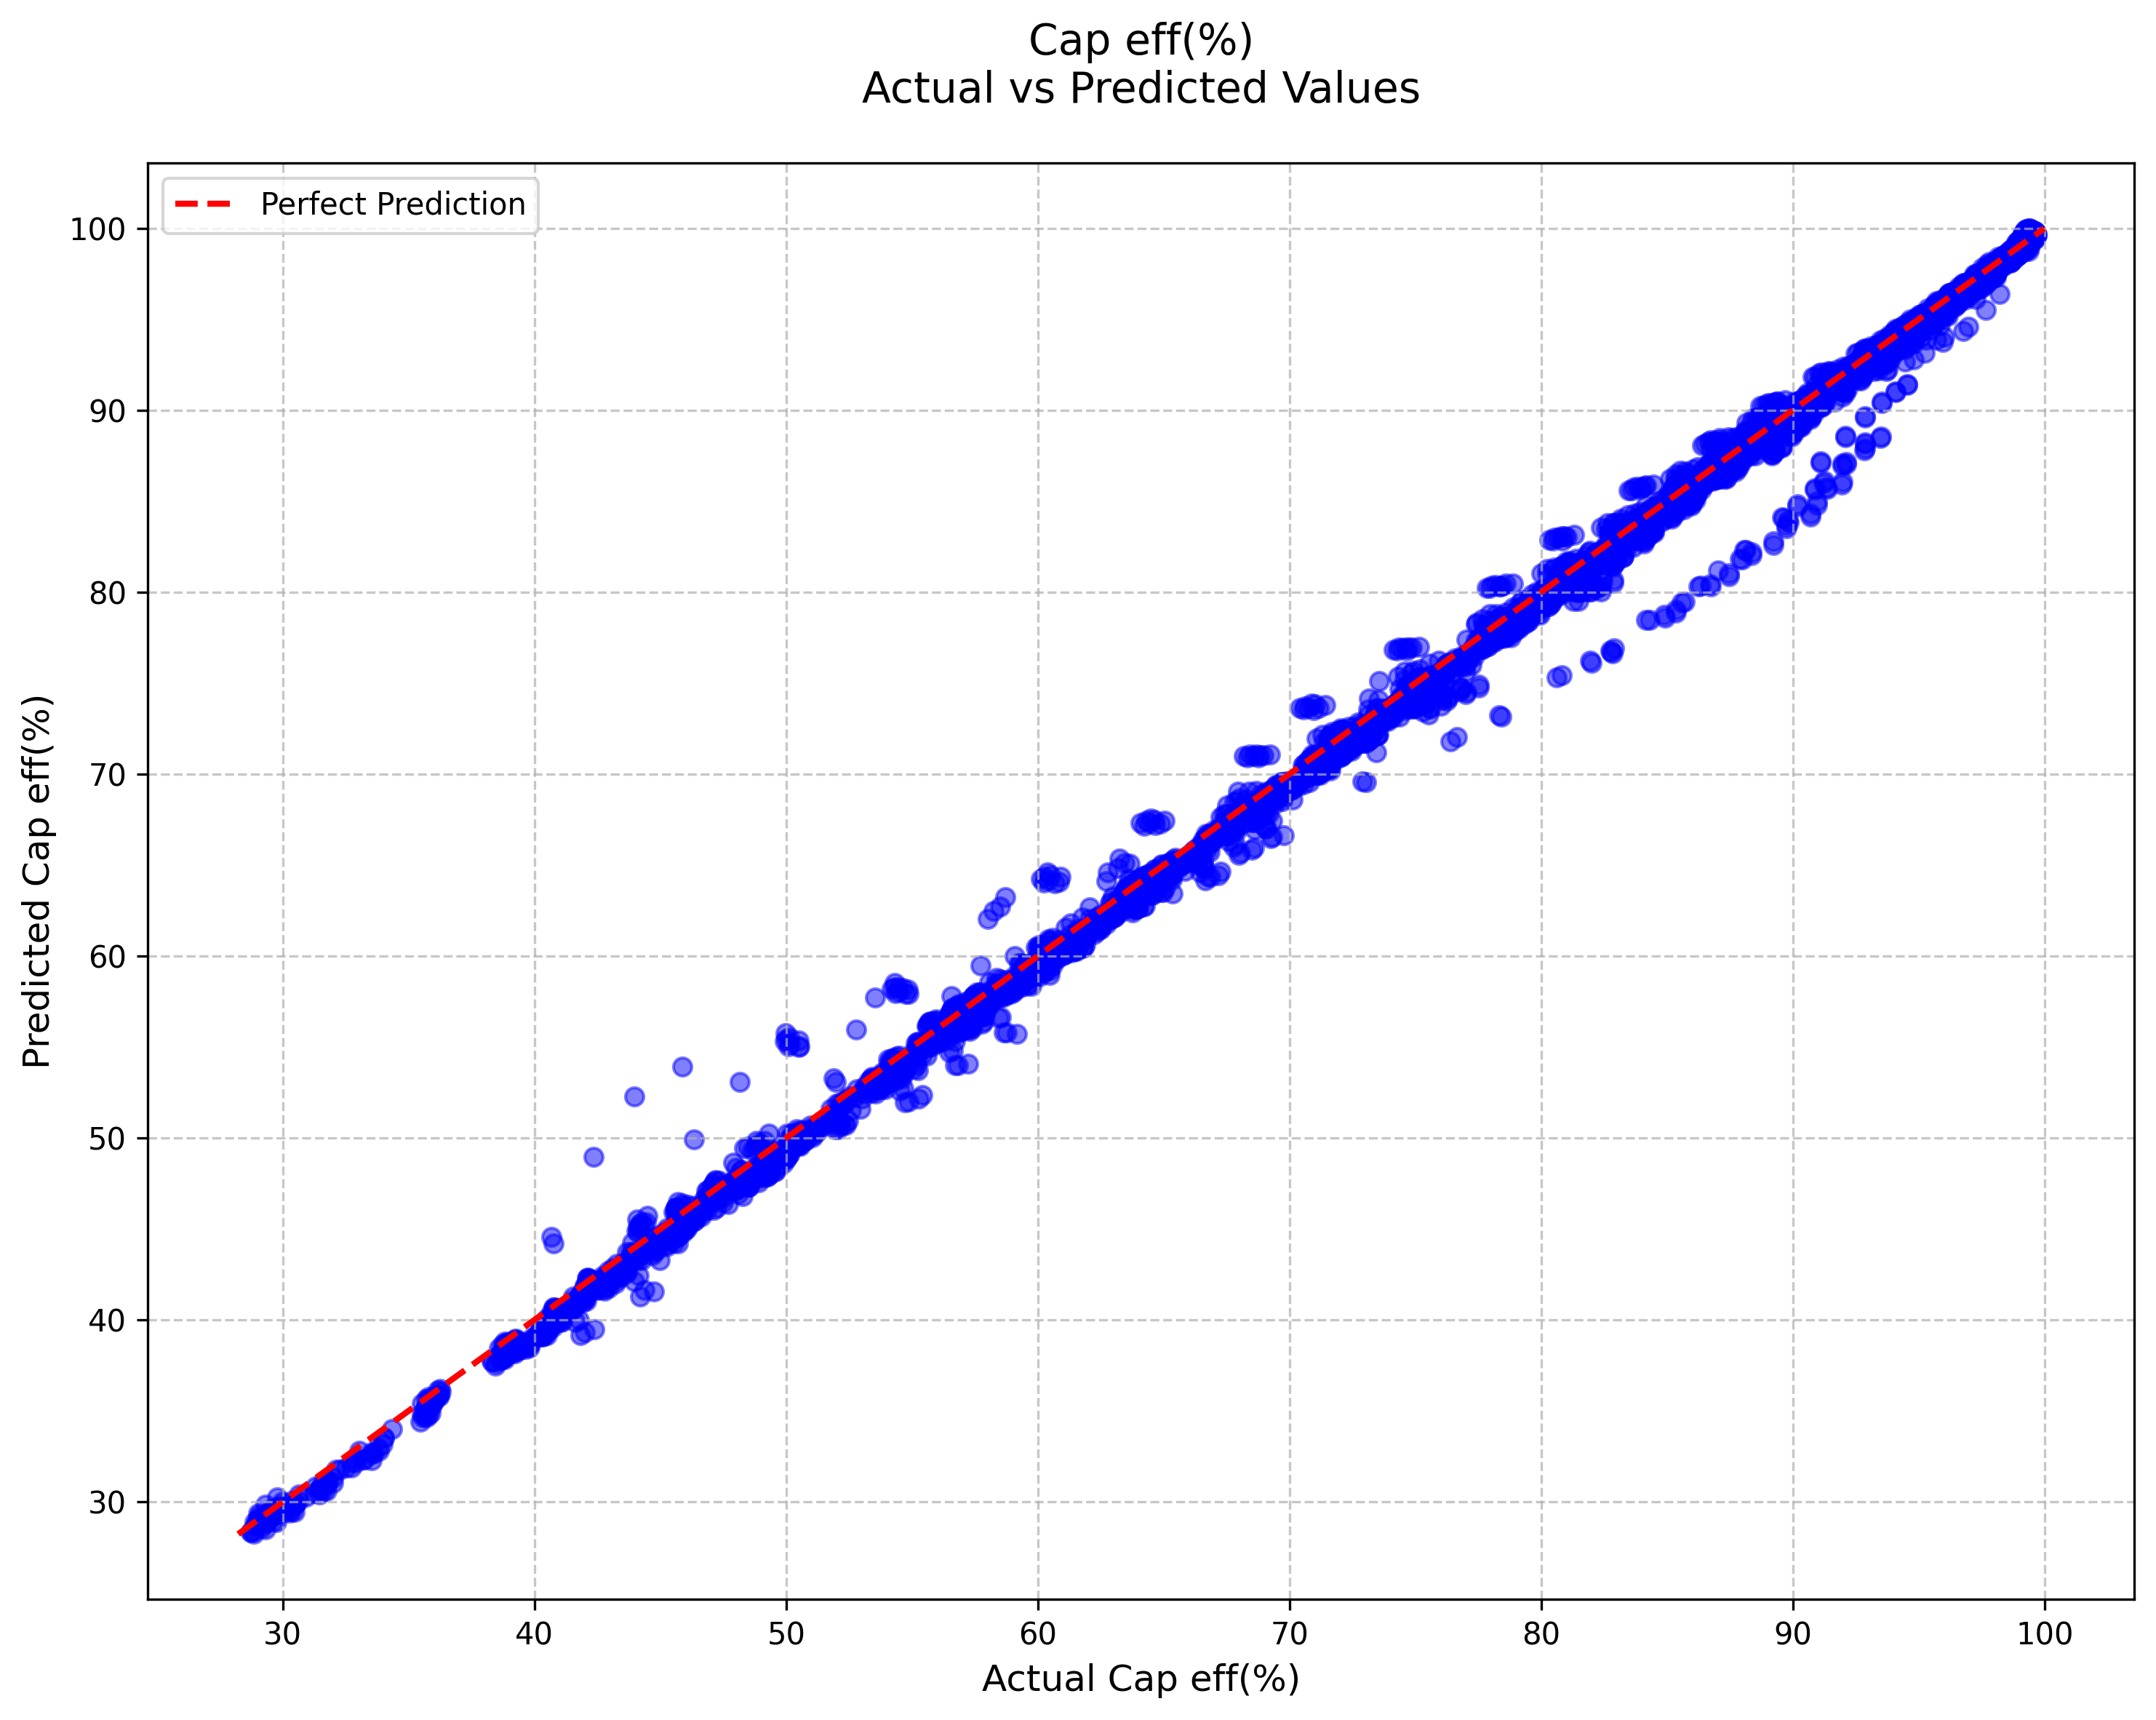 Cap eff(%)
Actual vs Predicted Values
Perfect Prediction
100
90
80
70
60
50
40
30
Predicted Cap eff(%)
30 40 50 60 70 80 90 100
Actual Cap eff(%)